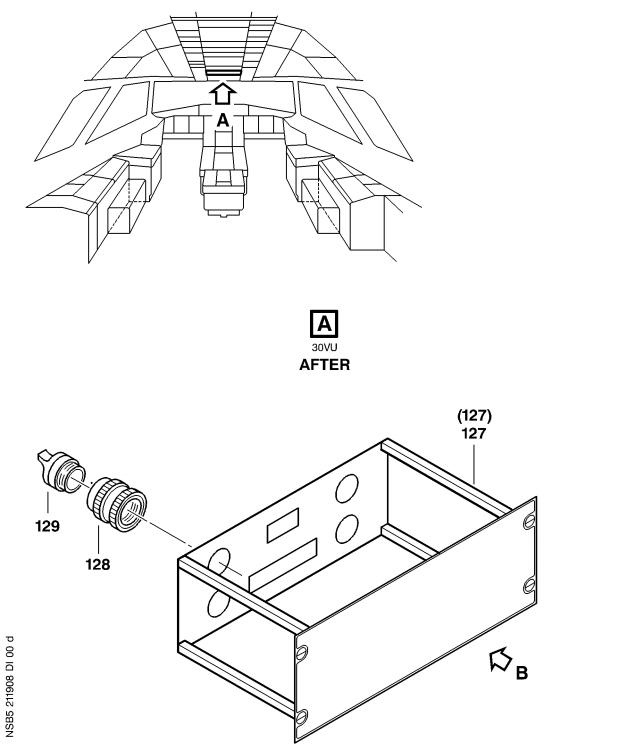 A
A
30VU
AFTER
(127)
127
129
128
B
NSB5 211908 DI 00 d